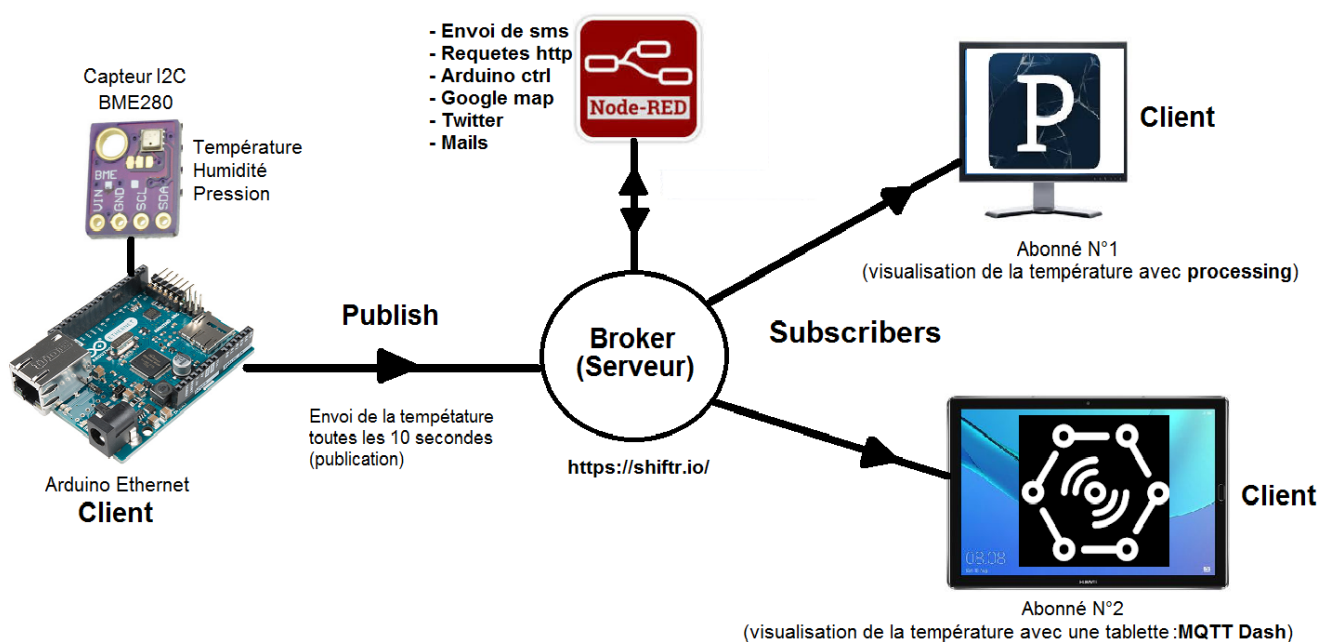 - Envoi de sms
- Requetes http
- Arduino ctrl
- Google map
- Twitter
- Mails
Node-RED
Capteur I2C
BME280
Température
Humidité
Pression
BME
VIN
GND
SCL
SDA
P
Client
Abonné N°1
(visualisation de la température avec processing)
Publish
Broker
(Serveur)
Subscribers
Envoi de la tempétature
toutes les 10 secondes
(publication)
https://shiftr.io/
ETHERNET
Arduino Ethernet
Client
08:08
HUAWEI
Client
Abonné N°2
(visualisation de la température avec une tablette :MQTT Dash)